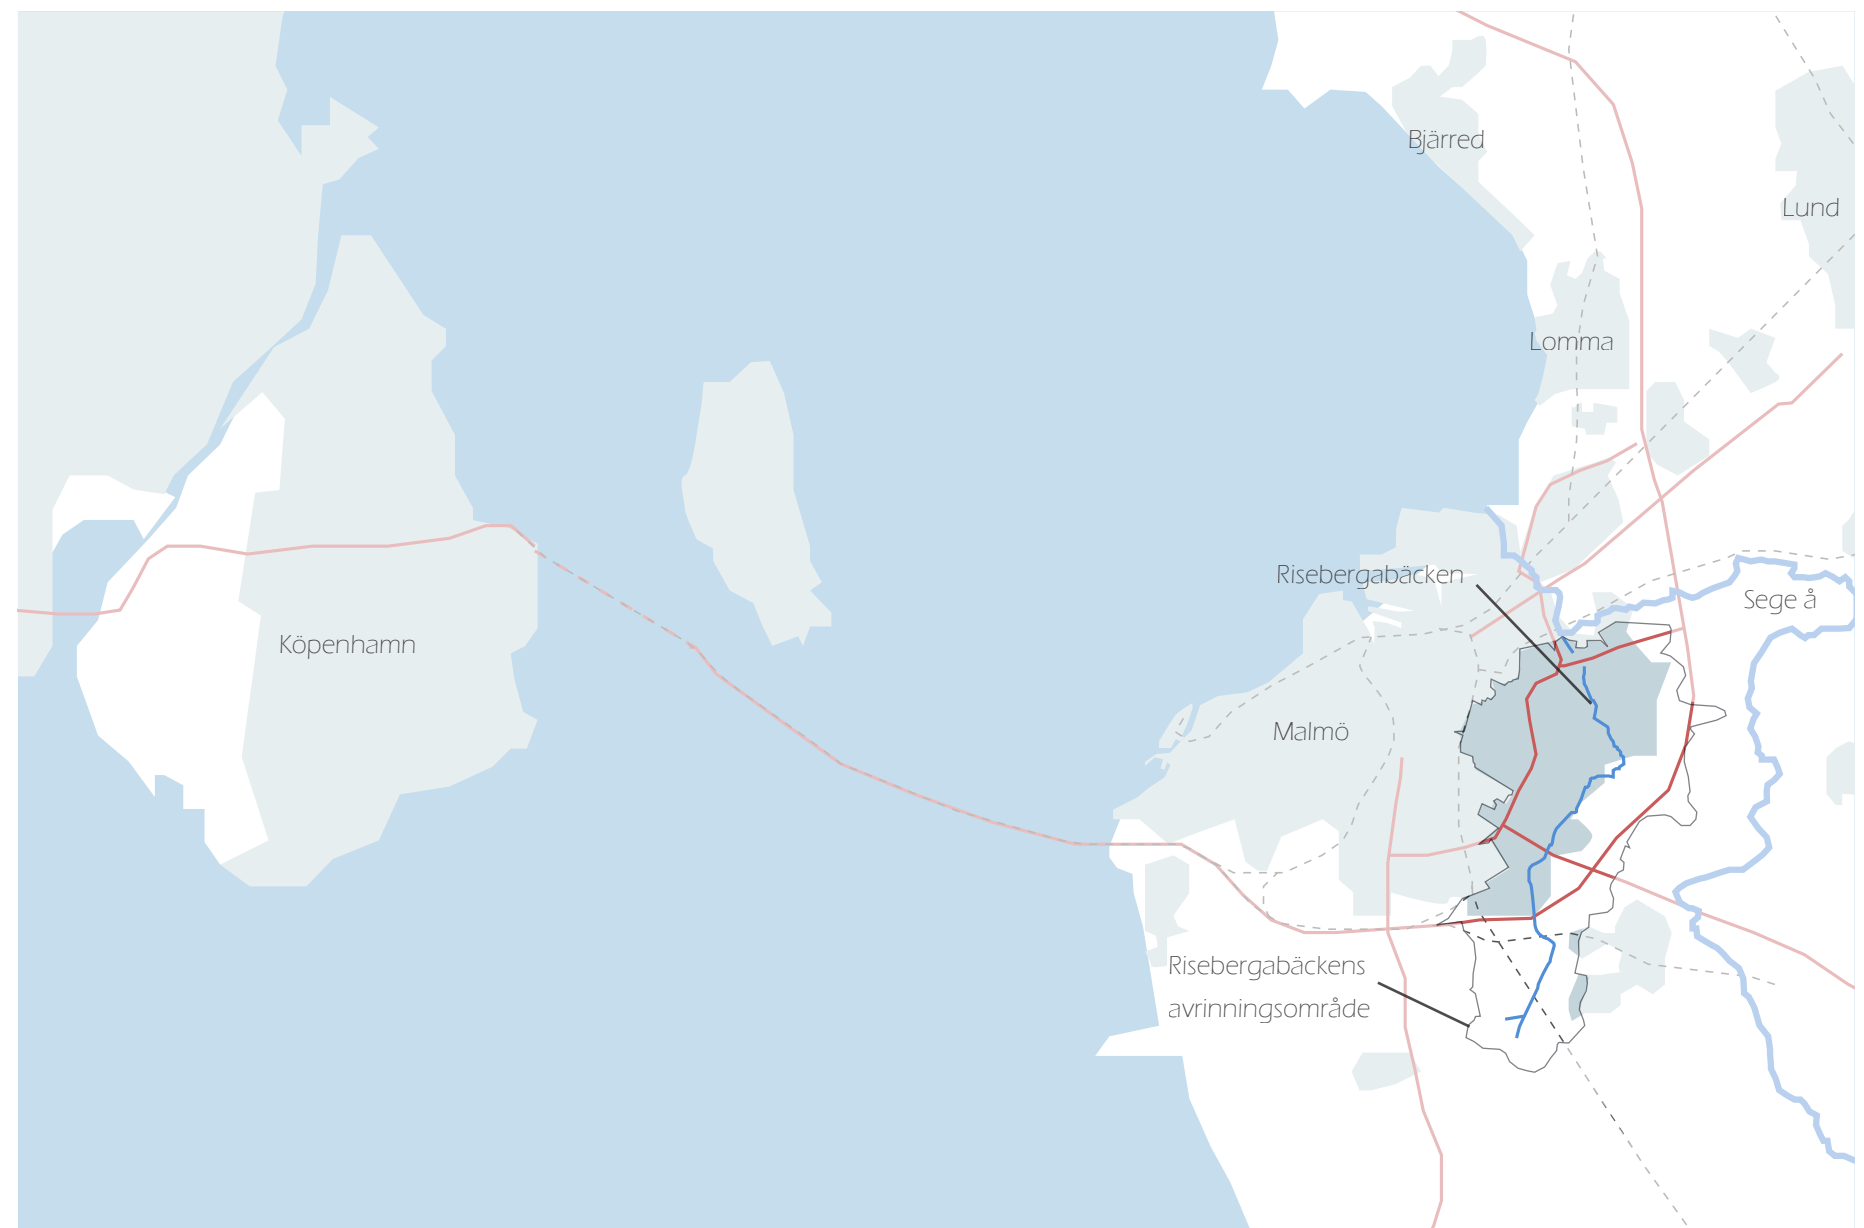 Bjärred
Lund
Lomma
Risebergabäcken
Sege å
Köpenhamn
Malmö
Risebergabäckens
avrinningsområde